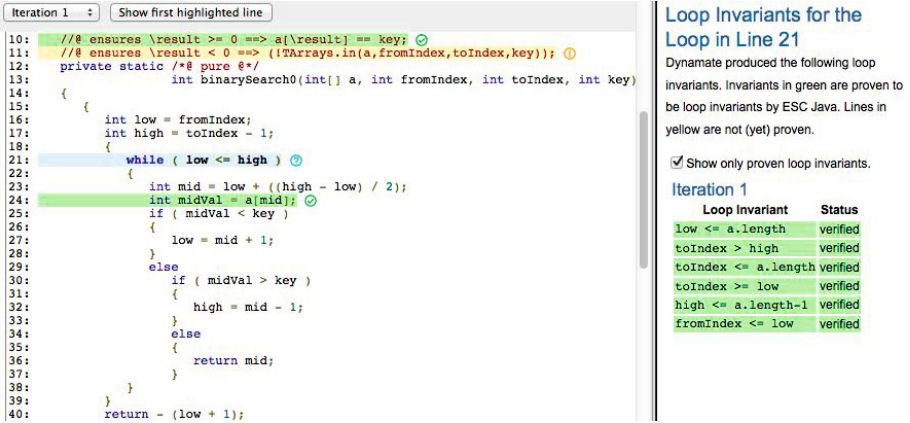 Iteration 1
Show first highlighted line
10: //@ ensures \result >= 0 ==> a[\result] == key;
11: //@ ensures \result < 0 ==> (!TArrays.in(a,fromIndex,toIndex,key));
12: private static /*@ pure @*/
13: int binarySearch0(int[] a, int fromIndex, int toIndex, int key)
14: {
15: {
16: int low = fromIndex;
17: int high = toIndex - 1;
18: {
21: while ( low <= high )
22: {
23: int mid = low + ((high - low) / 2);
24: int midVal = a[mid];
25: if ( midVal < key )
26: {
27: low = mid + 1;
28: }
29: else
30: if ( midVal > key )
31: {
32: high = mid - 1;
33: }
34: else
35: {
36: return mid;
37: }
38: }
39: }
40: return - (low + 1);
Loop Invariants for the
Loop in Line 21
Dynamate produced the following loop
invariants. Invariants in green are proven to
be loop invariants by ESC Java. Lines in
yellow are not (yet) proven.
Show only proven loop invariants.
Iteration 1
Loop Invariant Status
low <= a.length verified
toIndex > high verified
toIndex <= a.length verified
toIndex >= low verified
high <= a.length-1 verified
fromIndex <= low verified